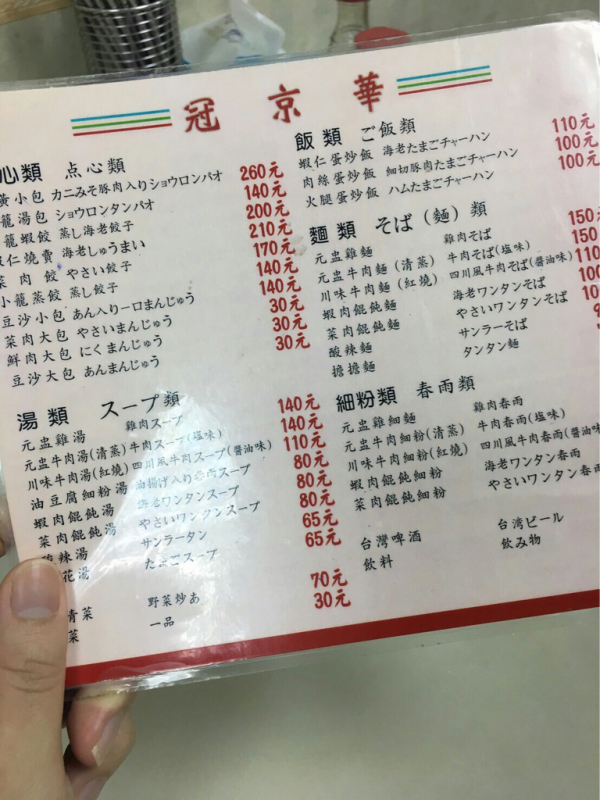 冠京華
心類 点心類
黃小包 カニみそ豚肉入りショウロンパオ 260元
籠湯包 ショウロンタンパオ 140元
籠蝦餃 蒸し海老餃子 200元
蝦仁燒賣 海老しゅうまい 210元
菜肉餃 やさい餃子 170元
小籠蒸餃 蒸し餃子 140元
豆沙小包 あん入り一口まんじゅう 140元
菜肉大包 やさいまんじゅう 30元
鮮肉大包 にくまんじゅう 30元
豆沙大包 あんまんじゅう 30元
湯類 スープ類
元盅雞湯 雞肉スープ 140元
元盅牛肉湯(清蒸) 牛肉スープ(塩味) 140元
川味牛肉湯(紅燒) 四川風牛肉スープ(醬油味) 110元
油豆腐細粉湯 油揚げ入り春雨スープ 80元
蝦肉餛飩湯 海老ワンタンスープ 80元
菜肉餛飩湯 やさいワンタンスープ 80元
辣湯 サンラータン 65元
花湯 たまごスープ 65元
青菜 野菜炒あ 70元
菜 一品 30元
飯類 ご飯類
蝦仁蛋炒飯 海老たまごチャーハン 110元
肉絲蛋炒飯 細切豚肉たまごチャーハン 100元
火腿蛋炒飯 ハムたまごチャーハン 100元
麵類 そば(麵)類
元盅雞麵 雞肉そば 150
元盅牛肉麵(清蒸) 牛肉そば(塩味) 150
川味牛肉麵(紅燒) 四川風牛肉そば(醬油味) 110
蝦肉餛飩麵 海老ワンタンそば 100
菜肉餛飩麵 やさいワンタンそば
酸辣麵 サンラーそば
擔擔麵 タンタン麵
細粉類 春雨類
元盅雞細麵 雞肉春雨
元盅牛肉細粉(清蒸) 牛肉春雨(塩味)
川味牛肉細粉(紅燒) 四川風牛肉春雨(醬油味
蝦肉餛飩細粉 海老ワンタン春雨
菜肉餛飩細粉 やさいワンタン春雨
台灣啤酒 台湾ビール
飲料 飲み物